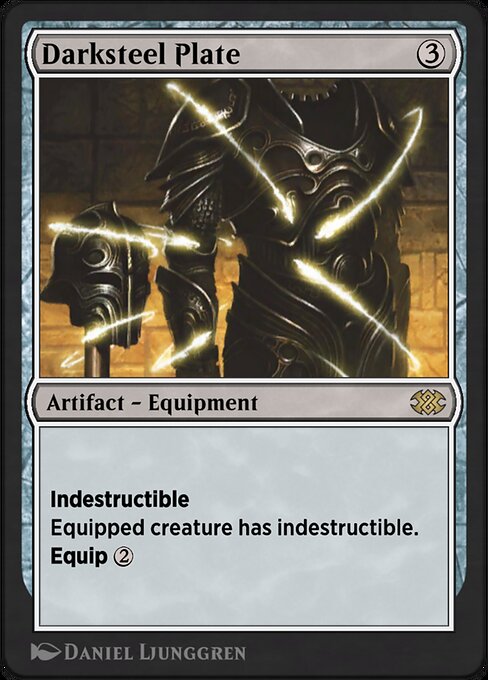 Darksteel Plate 3
Artifact – Equipment
Indestructible
Equipped creature has indestructible.
Equip 2
Daniel Ljunggren